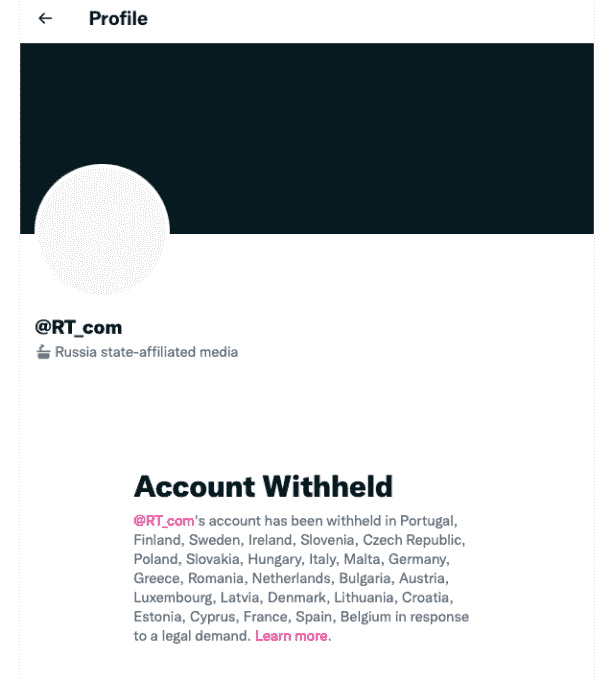 Profile
@RT_com
Russia state-affiliated media
Account Withheld
@RT_com's account has been withheld in Portugal,
Finland, Sweden, Ireland, Slovenia, Czech Republic,
Poland, Slovakia, Hungary, Italy, Malta, Germany,
Greece, Romania, Netherlands, Bulgaria, Austria,
Luxembourg, Latvia, Denmark, Lithuania, Croatia,
Estonia, Cyprus, France, Spain, Belgium in response
to a legal demand. Learn more.